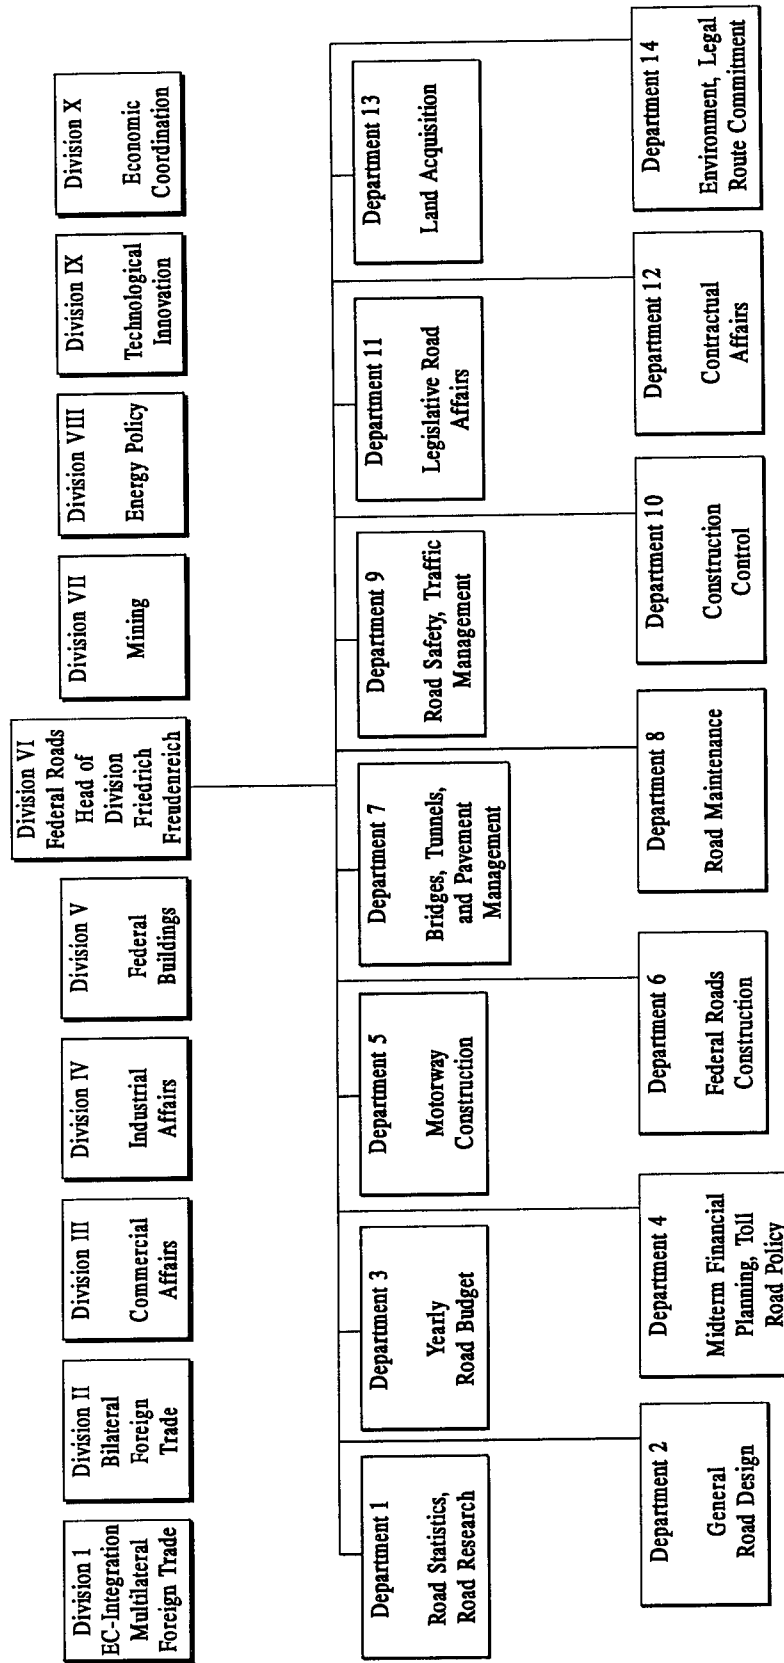 Division 1
EC-Integration
Multilateral
Foreign Trade
Division II
Bilateral
Foreign
Trade
Division III
Commercial
Affairs
Division IV
Industrial
Affairs
Division V
Federal
Buildings
Division VI
Federal Roads
Head of
Division
Friedrich
Freudenreich
Division VII
Mining
Division VIII
Energy Policy
Division IX
Technological
Innovation
Division X
Economic
Coordination
Department 1
Road Statistics,
Road Research
Department 3
Yearly
Road Budget
Department 5
Motorway
Construction
Department 7
Bridges, Tunnels,
and Pavement
Management
Department 9
Road Safety, Traffic
Management
Department 11
Legislative Road
Affairs
Department 13
Land Acquisition
Department 2
General
Road Design
Department 4
Midterm Financial
Planning, Toll
Road Policy
Department 6
Federal Roads
Construction
Department 8
Road Maintenance
Department 10
Construction
Control
Department 12
Contractual
Affairs
Department 14
Environment, Legal
Route Commitment